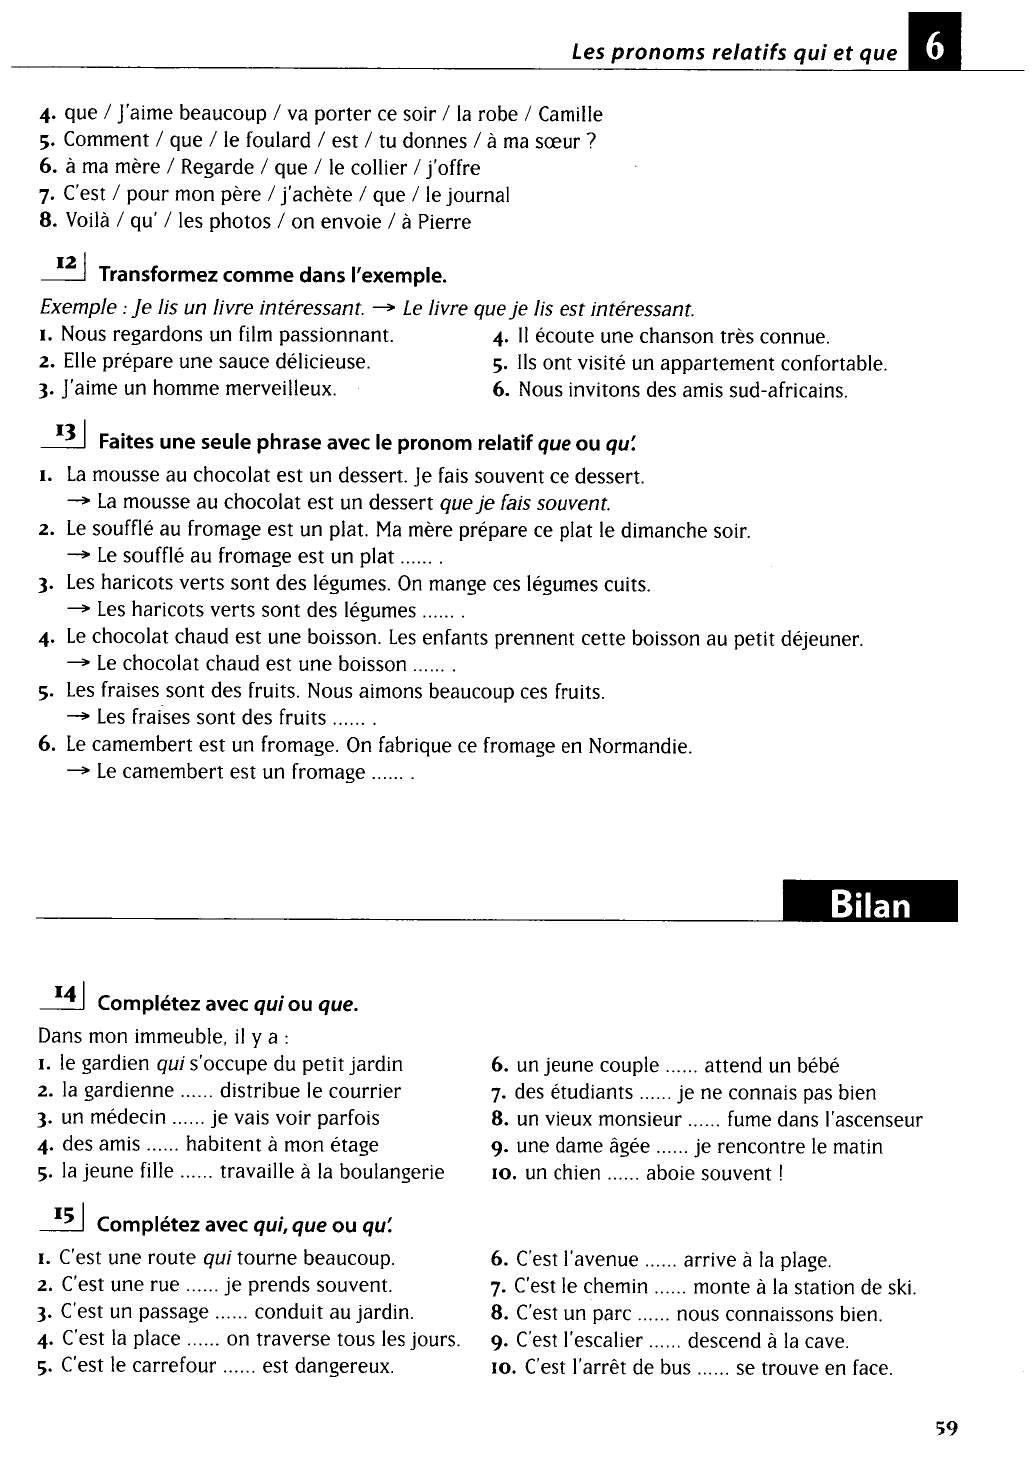 Les pronoms relatifs qui et que 6
4. que / J'aime beaucoup / va porter ce soir / la robe / Camille
5. Comment / que / le foulard / est / tu donnes / à ma sœur ?
6. à ma mère / Regarde / que / le collier / j'offre
7. C'est / pour mon père / j'achète / que / le journal
8. Voilà / qu' / les photos / on envoie / à Pierre
12 Transformez comme dans l'exemple.
Exemple : Je lis un livre intéressant. → Le livre que je lis est intéressant.
1. Nous regardons un film passionnant.
2. Elle prépare une sauce délicieuse.
3. J'aime un homme merveilleux.
4. Il écoute une chanson très connue.
5. Ils ont visité un appartement confortable.
6. Nous invitons des amis sud-africains.
13 Faites une seule phrase avec le pronom relatif que ou qu'.
1. La mousse au chocolat est un dessert. Je fais souvent ce dessert.
→ La mousse au chocolat est un dessert que je fais souvent.
2. Le soufflé au fromage est un plat. Ma mère prépare ce plat le dimanche soir.
→ Le soufflé au fromage est un plat ...... .
3. Les haricots verts sont des légumes. On mange ces légumes cuits.
→ Les haricots verts sont des légumes ...... .
4. Le chocolat chaud est une boisson. Les enfants prennent cette boisson au petit déjeuner.
→ Le chocolat chaud est une boisson ...... .
5. Les fraises sont des fruits. Nous aimons beaucoup ces fruits.
→ Les fraises sont des fruits ...... .
6. Le camembert est un fromage. On fabrique ce fromage en Normandie.
→ Le camembert est un fromage ...... .
Bilan
14 Complétez avec qui ou que.
Dans mon immeuble, il y a :
1. le gardien qui s'occupe du petit jardin
2. la gardienne ...... distribue le courrier
3. un médecin ...... je vais voir parfois
4. des amis ...... habitent à mon étage
5. la jeune fille ...... travaille à la boulangerie
6. un jeune couple ...... attend un bébé
7. des étudiants ...... je ne connais pas bien
8. un vieux monsieur ...... fume dans l'ascenseur
9. une dame âgée ...... je rencontre le matin
10. un chien ...... aboie souvent !
15 Complétez avec qui, que ou qu'.
1. C'est une route qui tourne beaucoup.
2. C'est une rue ...... je prends souvent.
3. C'est un passage ...... conduit au jardin.
4. C'est la place ...... on traverse tous les jours.
5. C'est le carrefour ...... est dangereux.
6. C'est l'avenue ...... arrive à la plage.
7. C'est le chemin ...... monte à la station de ski.
8. C'est un parc ...... nous connaissons bien.
9. C'est l'escalier ...... descend à la cave.
10. C'est l'arrêt de bus ...... se trouve en face.
59